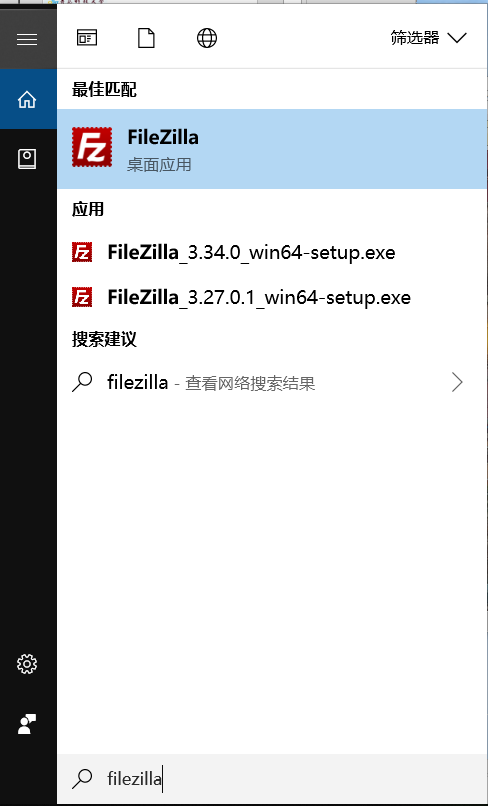 筛选器
最佳匹配
FileZilla
桌面应用
应用
FileZilla_3.34.0_win64-setup.exe
FileZilla_3.27.0.1_win64-setup.exe
搜索建议
filezilla - 查看网络搜索结果
filezilla